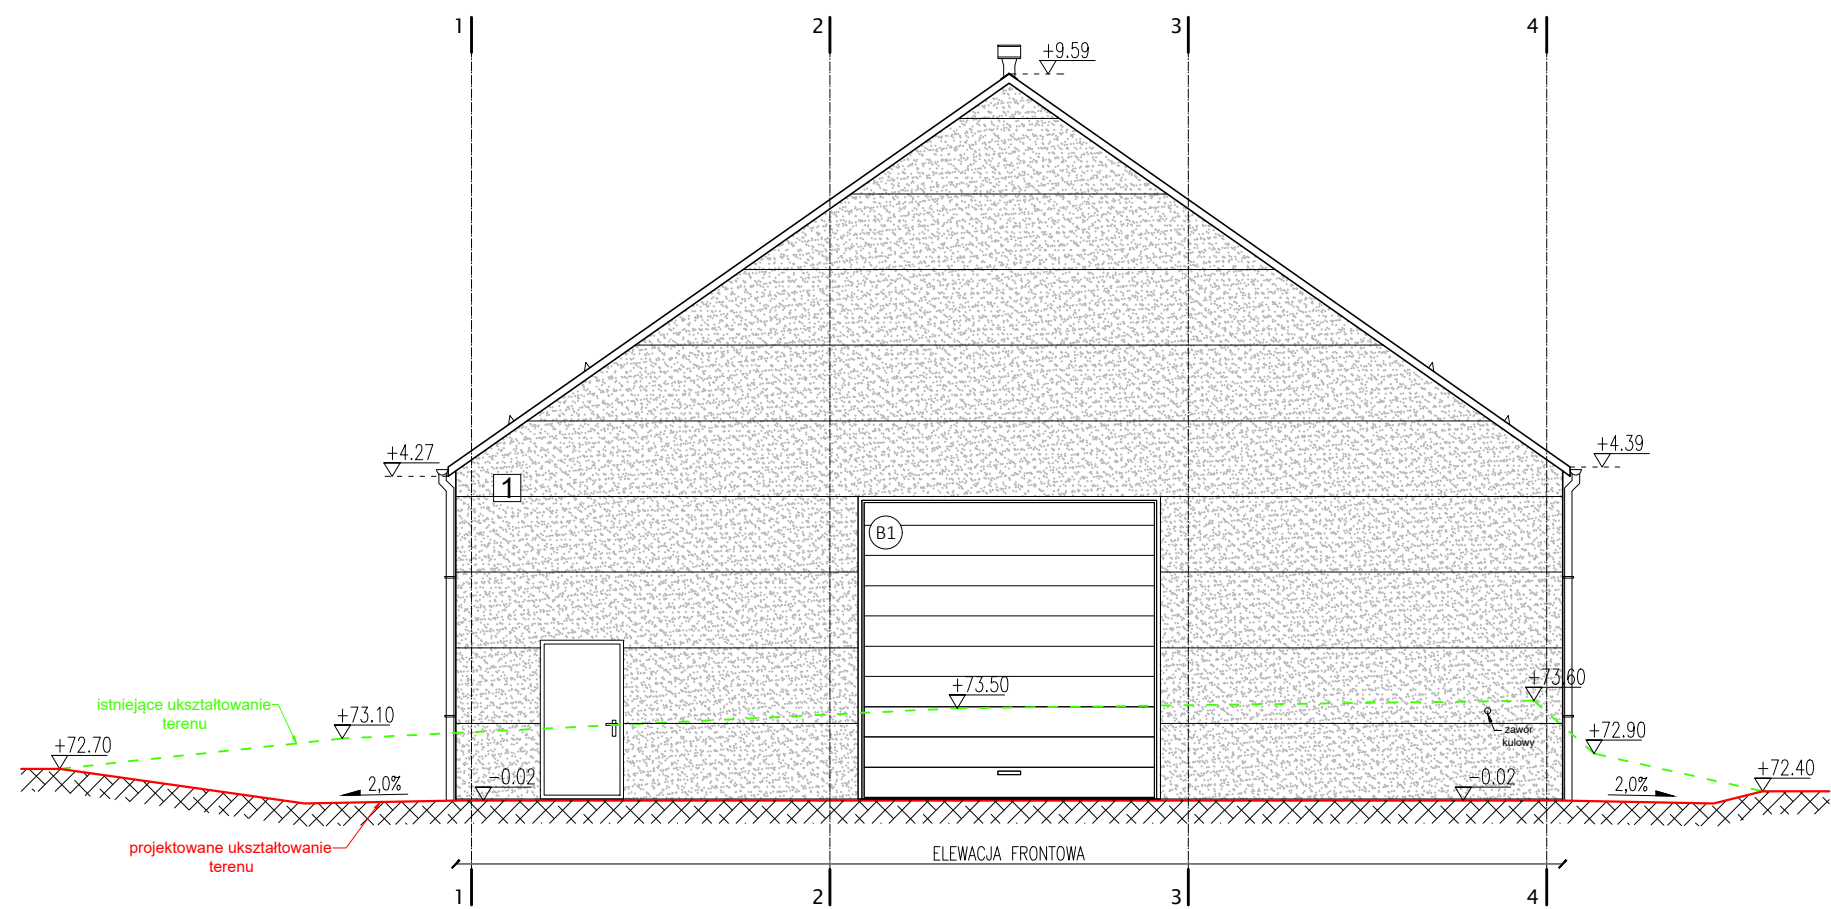 1 2 3 4
+9.59
+4.27
+4.39
1
B1
+73.50
+73.60
istniejące ukształtowanie
terenu
+73.10
zawór
kulowy
+72.90
+72.70
+72.40
2,0%
-0.02
-0.02
2,0%
projektowane ukształtowanie
terenu
ELEWACJA FRONTOWA
1 2 3 4